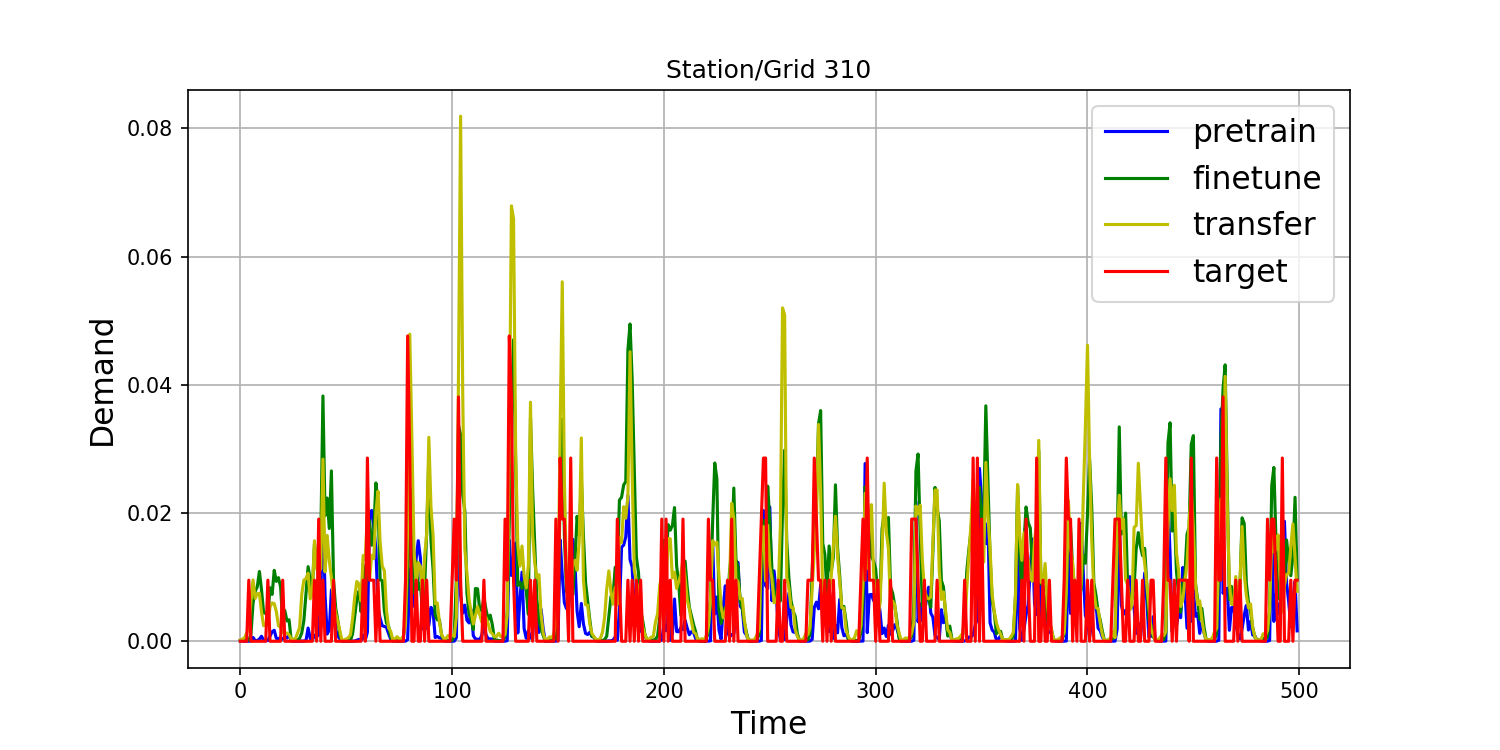 Station/Grid 310
pretrain
finetune
transfer
target
Demand
0.08
0.06
0.04
0.02
0.00
0 100 200 300 400 500
Time